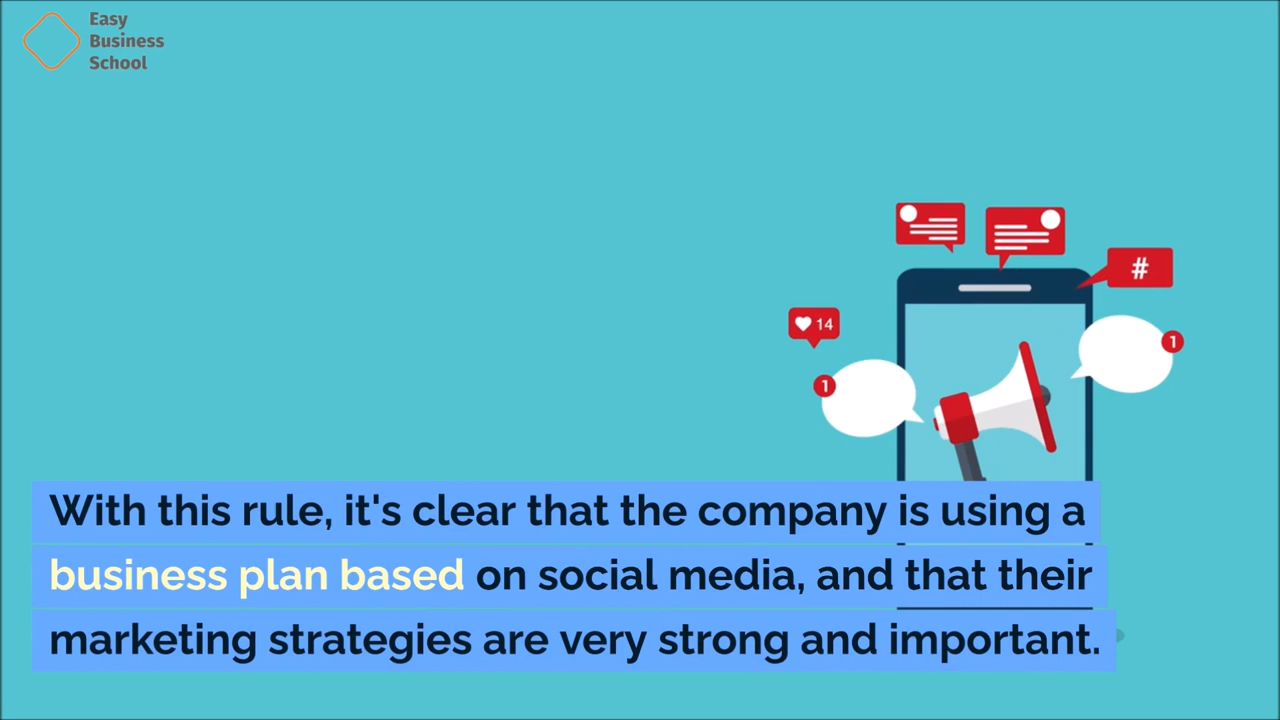 Easy
Business
School
#
14
1
1
With this rule, it's clear that the company is using a
business plan based on social media, and that their
marketing strategies are very strong and important.